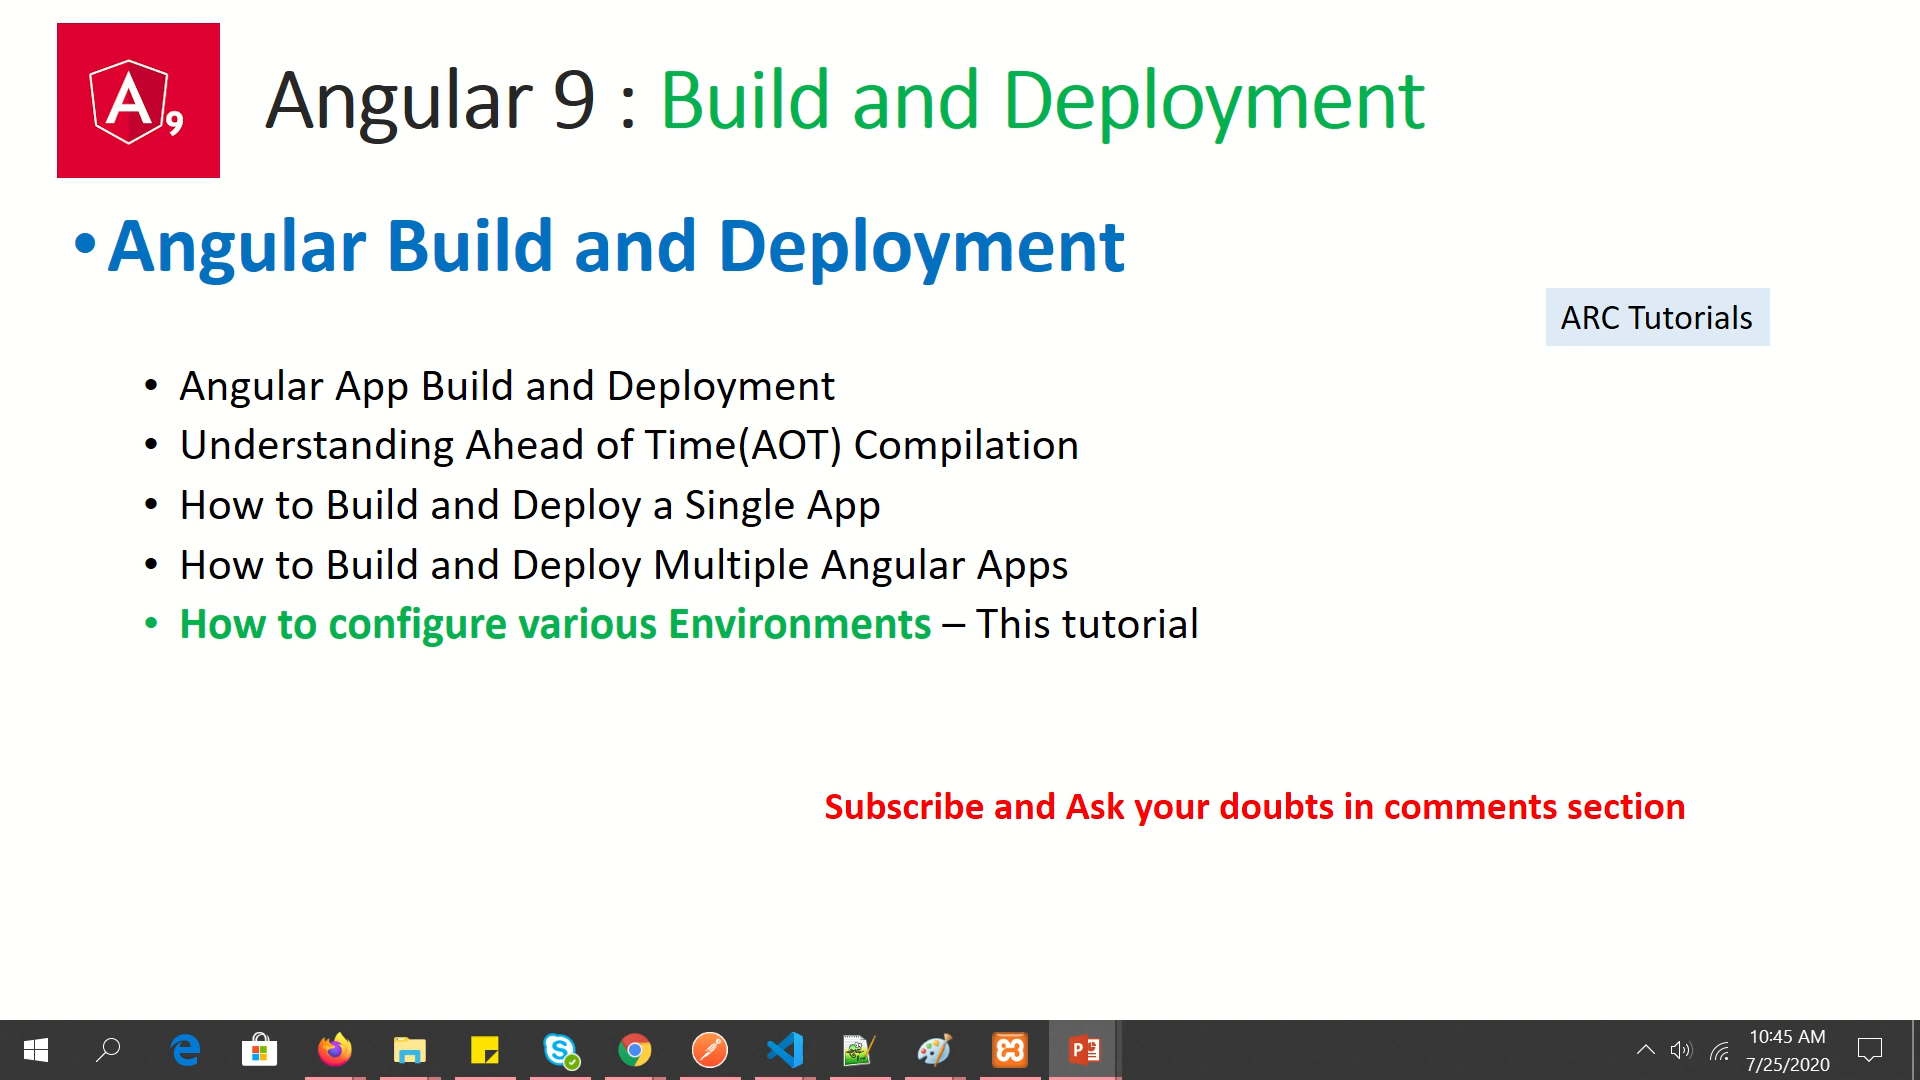 A9
Angular 9 : Build and Deployment
•Angular Build and Deployment
ARC Tutorials
• Angular App Build and Deployment
• Understanding Ahead of Time(AOT) Compilation
• How to Build and Deploy a Single App
• How to Build and Deploy Multiple Angular Apps
• How to configure various Environments – This tutorial
Subscribe and Ask your doubts in comments section
10:45 AM
7/25/2020